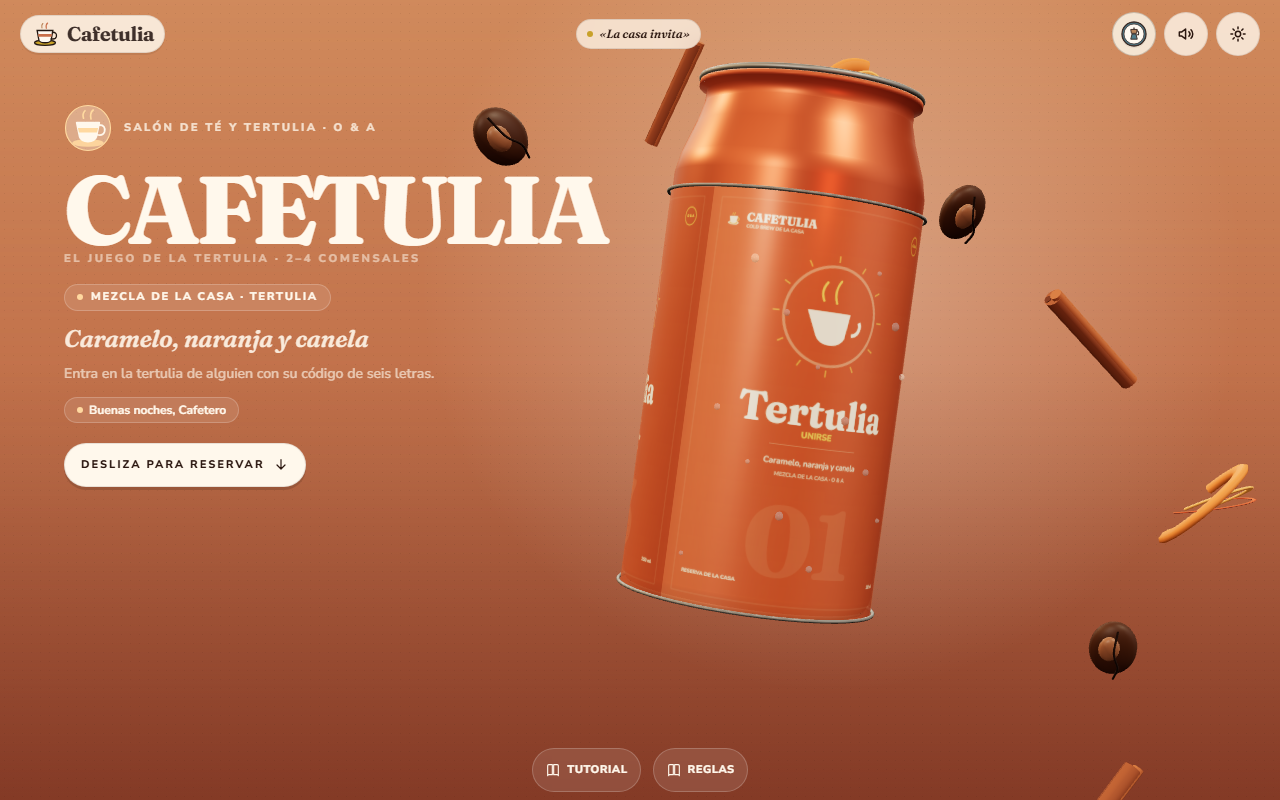 Cafetulia
«La casa invita»
SALÓN DE TÉ Y TERTULIA · O & A
CAFETULIA
EL JUEGO DE LA TERTULIA · 2–4 COMENSALES
MEZCLA DE LA CASA · TERTULIA
Caramelo, naranja y canela
Entra en la tertulia de alguien con su código de seis letras.
Buenas noches, Cafetero
DESLIZA PARA RESERVAR
CAFETULIA
COLD BREW DE LA CASA
Tertulia
UNIRSE
Caramelo, naranja y canela
MEZCLA DE LA CASA · O & A
01
RESERVA DE LA CASA
ia
TUTORIAL
REGLAS